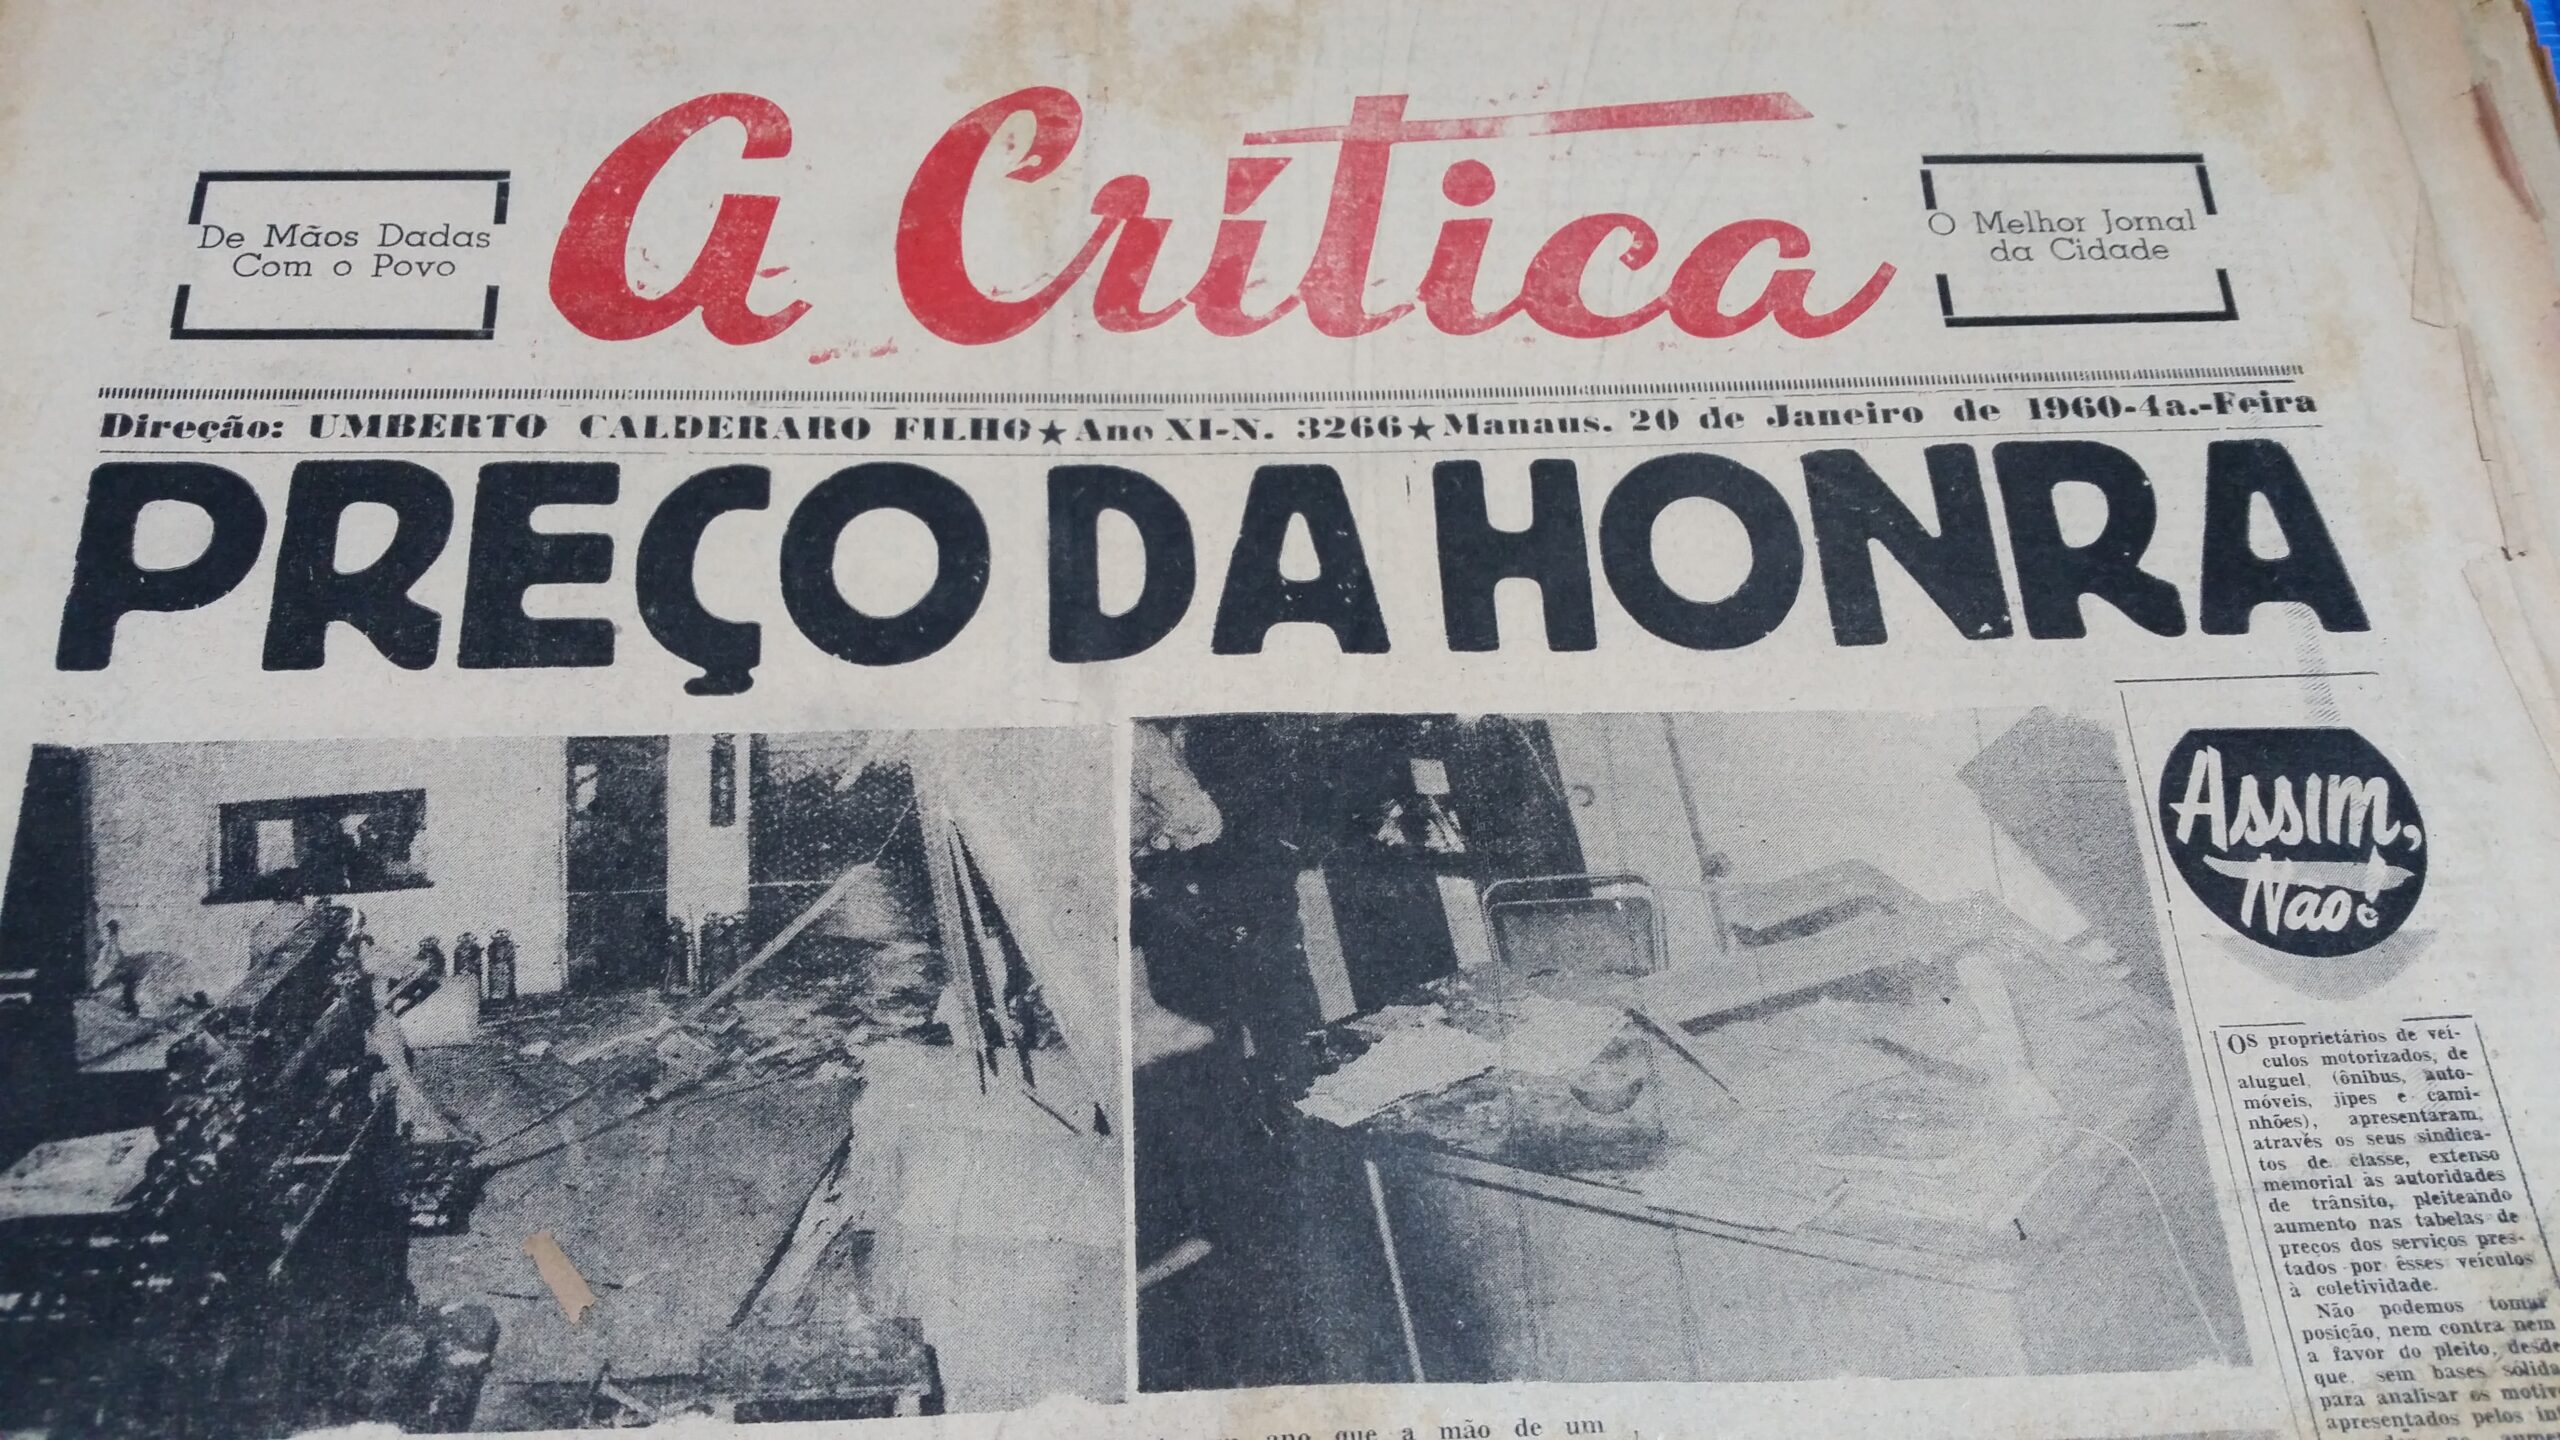 De Mãos Dadas
Com o Povo
A Crítica
O Melhor Jornal
da Cidade
Direção: UMBERTO CALDERARO FILHO★Ano XI-N. 3266★Manaus. 20 de Janeiro de 1960-4a.-Feira
PREÇO DA HONRA
Assim,
Não!
OS proprietários de veí-
culos motorizados, de
aluguel, (ônibus, auto-
móveis, jipes e cami-
nhões), apresentaram,
através os seus sindica-
tos de classe, extenso
memorial às autoridades
de trânsito, pleiteando
aumento nas tabelas de
preços dos serviços pres-
tados por êsses veículos
à coletividade.
Não podemos tomar
posição, nem contra nem
a favor do pleito, desde
que, sem bases sólida
para analisar os motiv
apresentados pelos int
ano que a mão de um